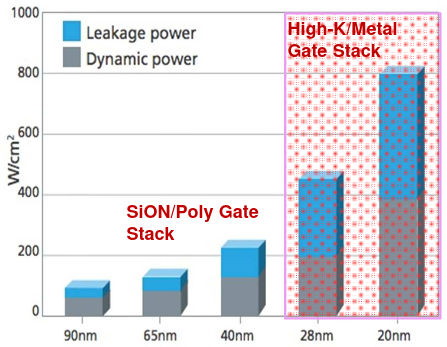 1000
800
600
400
200
0
W/cm²
Leakage power
Dynamic power
High-K/Metal
Gate Stack
SiON/Poly Gate
Stack
90nm 65nm 40nm 28nm 20nm